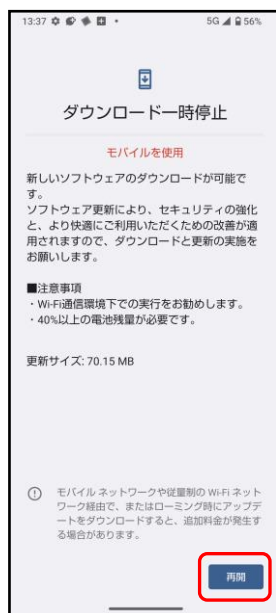 13:37 5G 56%
ダウンロード一時停止
モバイルを使用
新しいソフトウェアのダウンロードが可能で
す。
ソフトウェア更新により、セキュリティの強化
と、より快適にご利用いただくための改善が適
用されますので、ダウンロードと更新の実施を
お願いします。
■注意事項
・Wi-Fi通信環境下での実行をお勧めします。
・40%以上の電池残量が必要です。
更新サイズ: 70.15 MB
モバイル ネットワークや従量制の Wi-Fi ネット
ワーク経由で、またはローミング時にアップデ
ートをダウンロードすると、追加料金が発生す
る場合があります。
再開